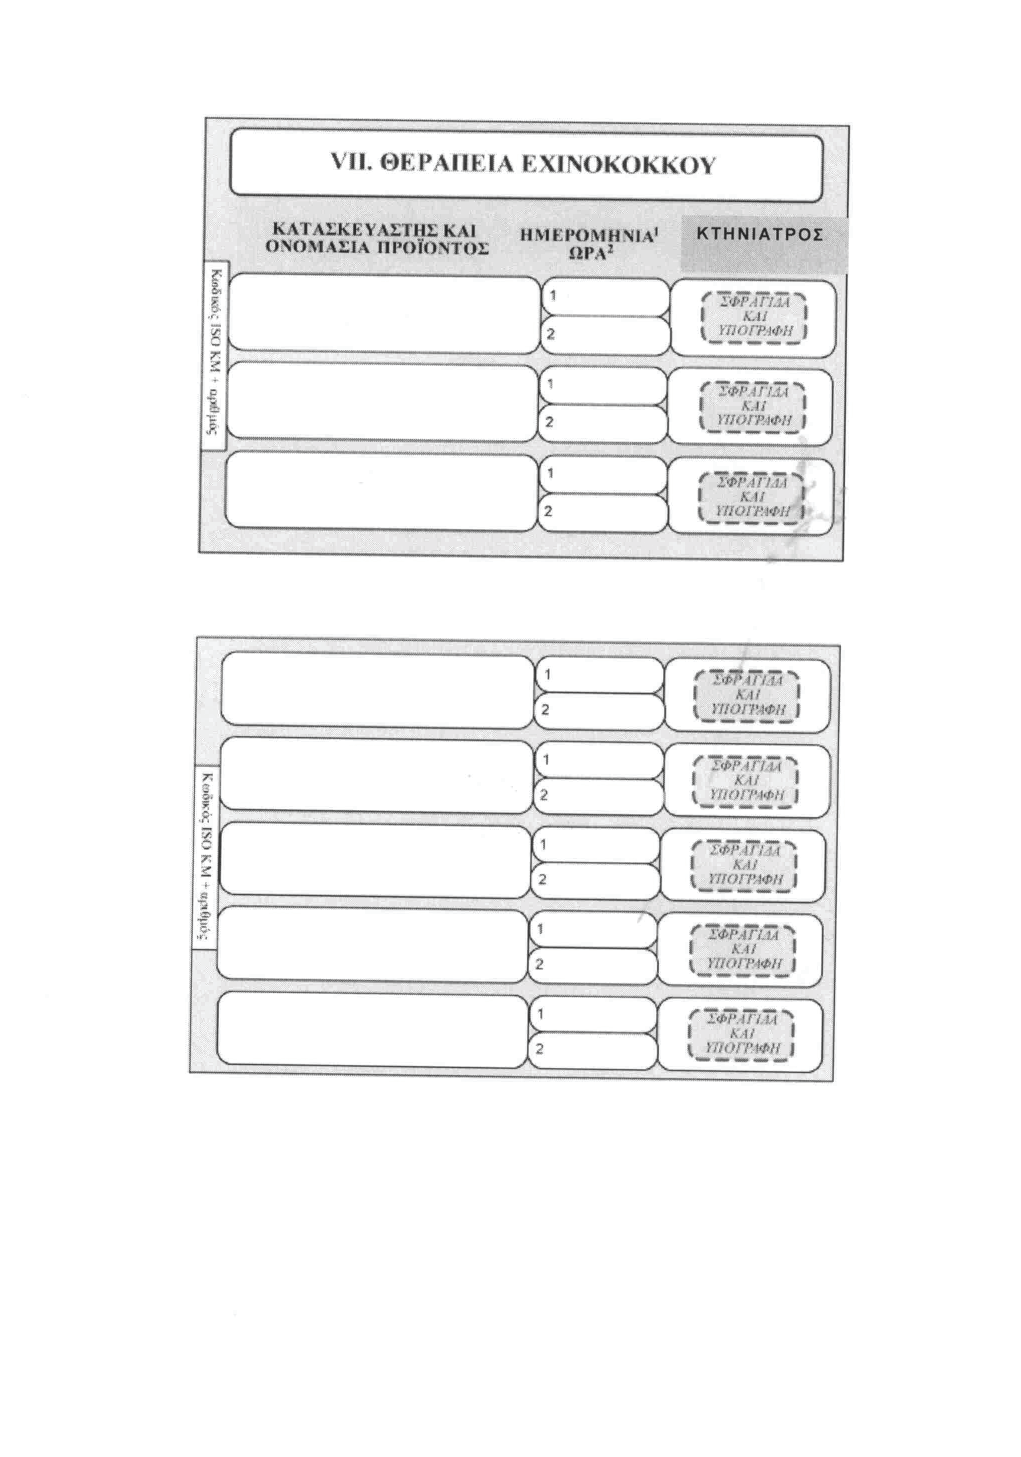 VII. ΘΕΡΑΠΕΙΑ ΕΧΙΝΟΚΟΚΚΟΥ
ΚΑΤΑΣΚΕΥΑΣΤΗΣ ΚΑΙ
ΟΝΟΜΑΣΙΑ ΠΡΟΪΟΝΤΟΣ
ΗΜΕΡΟΜΗΝΙΑ¹
ΩΡΑ²
ΚΤΗΝΙΑΤΡΟΣ
Κωδικός ISO ΚΜ + αριθμός
1
2
ΣΦΡΑΓΙΔΑ
ΚΑΙ
ΥΠΟΓΡΑΦΗ
1
2
ΣΦΡΑΓΙΔΑ
ΚΑΙ
ΥΠΟΓΡΑΦΗ
1
2
ΣΦΡΑΓΙΔΑ
ΚΑΙ
ΥΠΟΓΡΑΦΗ
Κωδικός ISO ΚΜ + αριθμός
1
2
ΣΦΡΑΓΙΔΑ
ΚΑΙ
ΥΠΟΓΡΑΦΗ
1
2
ΣΦΡΑΓΙΔΑ
ΚΑΙ
ΥΠΟΓΡΑΦΗ
1
2
ΣΦΡΑΓΙΔΑ
ΚΑΙ
ΥΠΟΓΡΑΦΗ
1
2
ΣΦΡΑΓΙΔΑ
ΚΑΙ
ΥΠΟΓΡΑΦΗ
1
2
ΣΦΡΑΓΙΔΑ
ΚΑΙ
ΥΠΟΓΡΑΦΗ